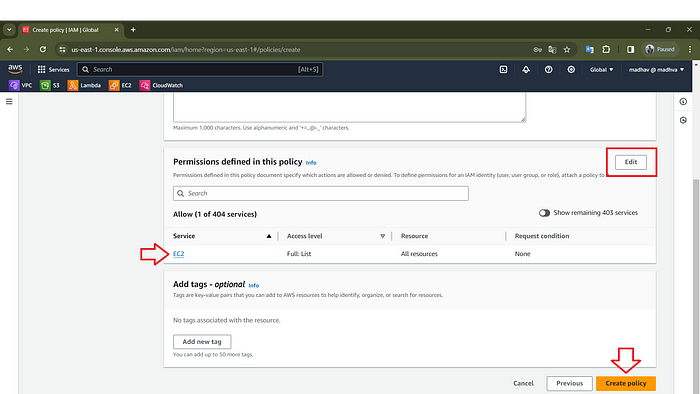 Create policy | IAM | Global
us-east-1.console.aws.amazon.com/iam/home?region=us-east-1#/policies/create
Paused
aws
Services
Search
[Alt+S]
Global
madhav @ madhva
VPC
S3
Lambda
EC2
CloudWatch
Maximum 1,000 characters. Use alphanumeric and '+=,.@-_' characters.
Permissions defined in this policy Info
Edit
Permissions defined in this policy document specify which actions are allowed or denied. To define permissions for an IAM identity (user, user group, or role), attach a policy to
Search
Allow (1 of 404 services)
Show remaining 403 services
Service
Access level
Resource
Request condition
EC2
Full: List
All resources
None
Add tags - optional Info
Tags are key-value pairs that you can add to AWS resources to help identify, organize, or search for resources.
No tags associated with the resource.
Add new tag
You can add up to 50 more tags.
Cancel
Previous
Create policy